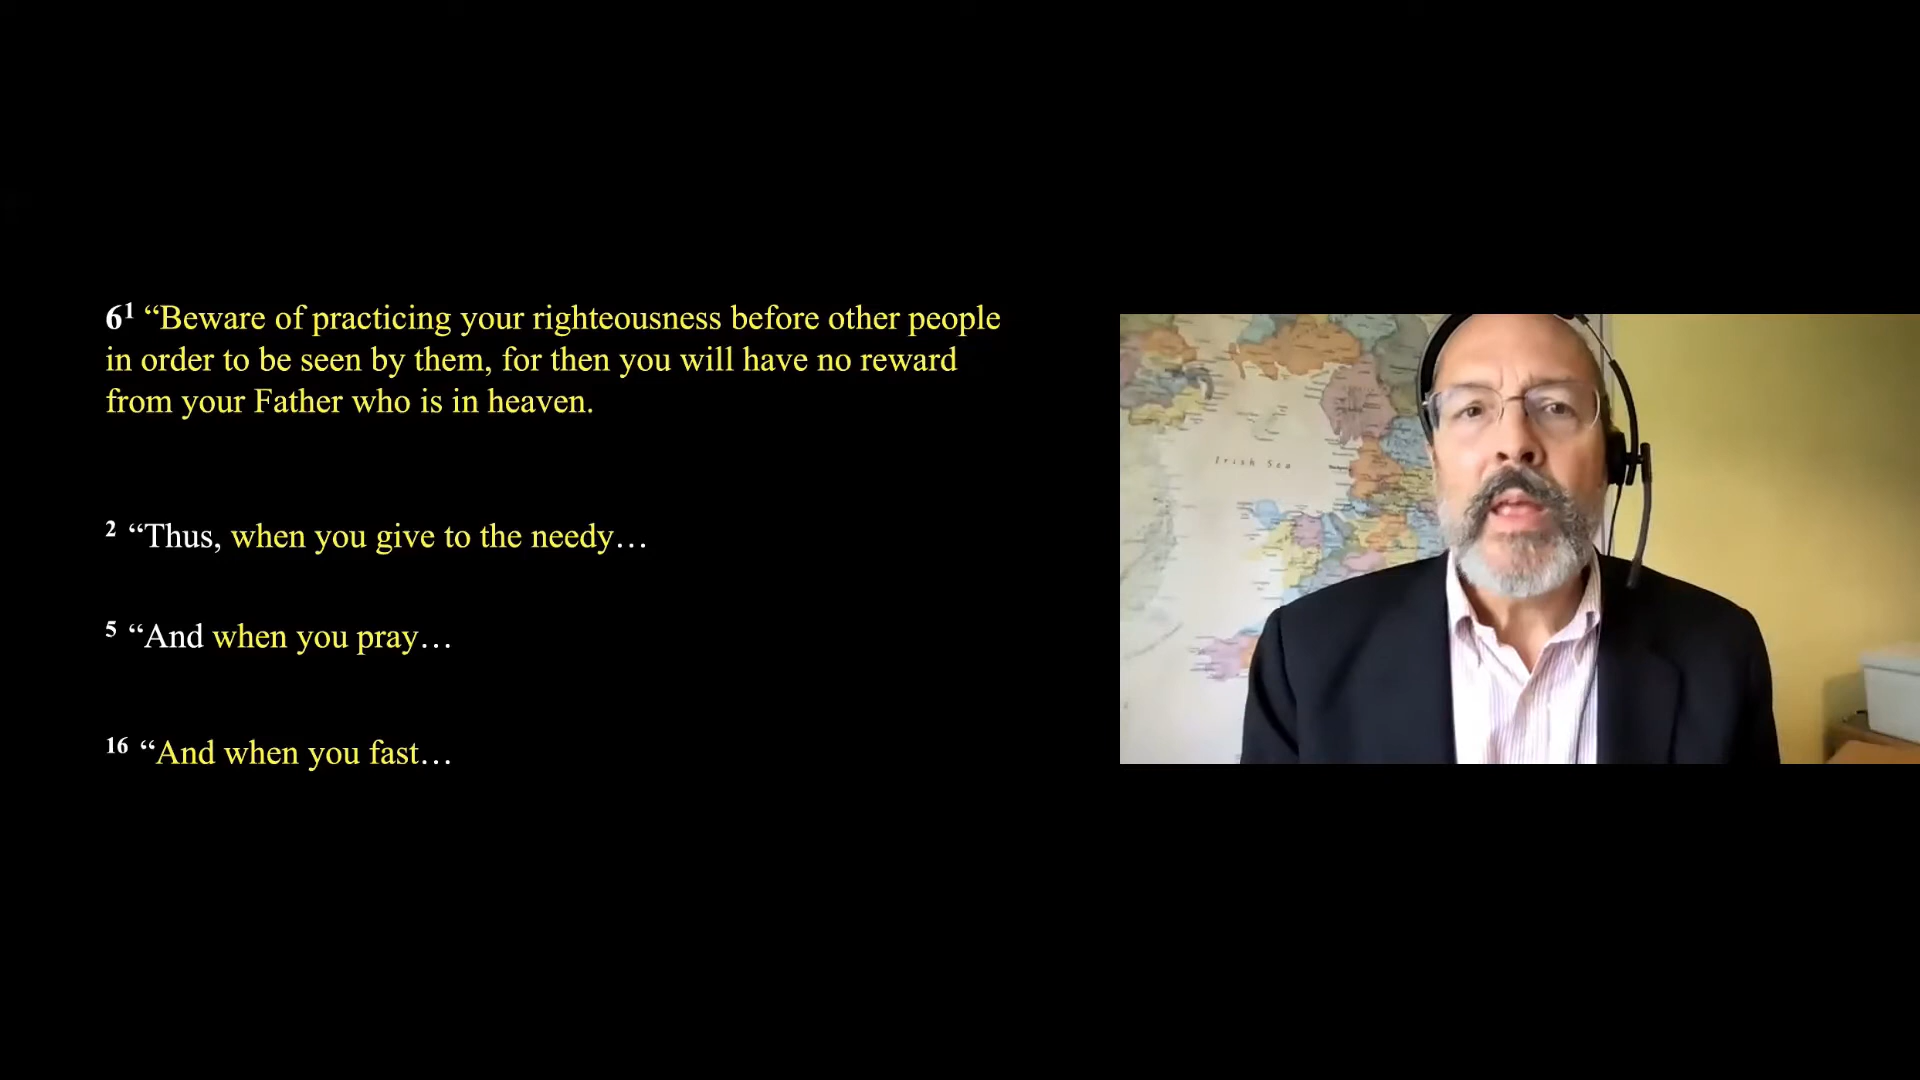 6¹ “Beware of practicing your righteousness before other people
in order to be seen by them, for then you will have no reward
from your Father who is in heaven.
² “Thus, when you give to the needy…
⁵ “And when you pray…
¹⁶ “And when you fast…
Irish Sea